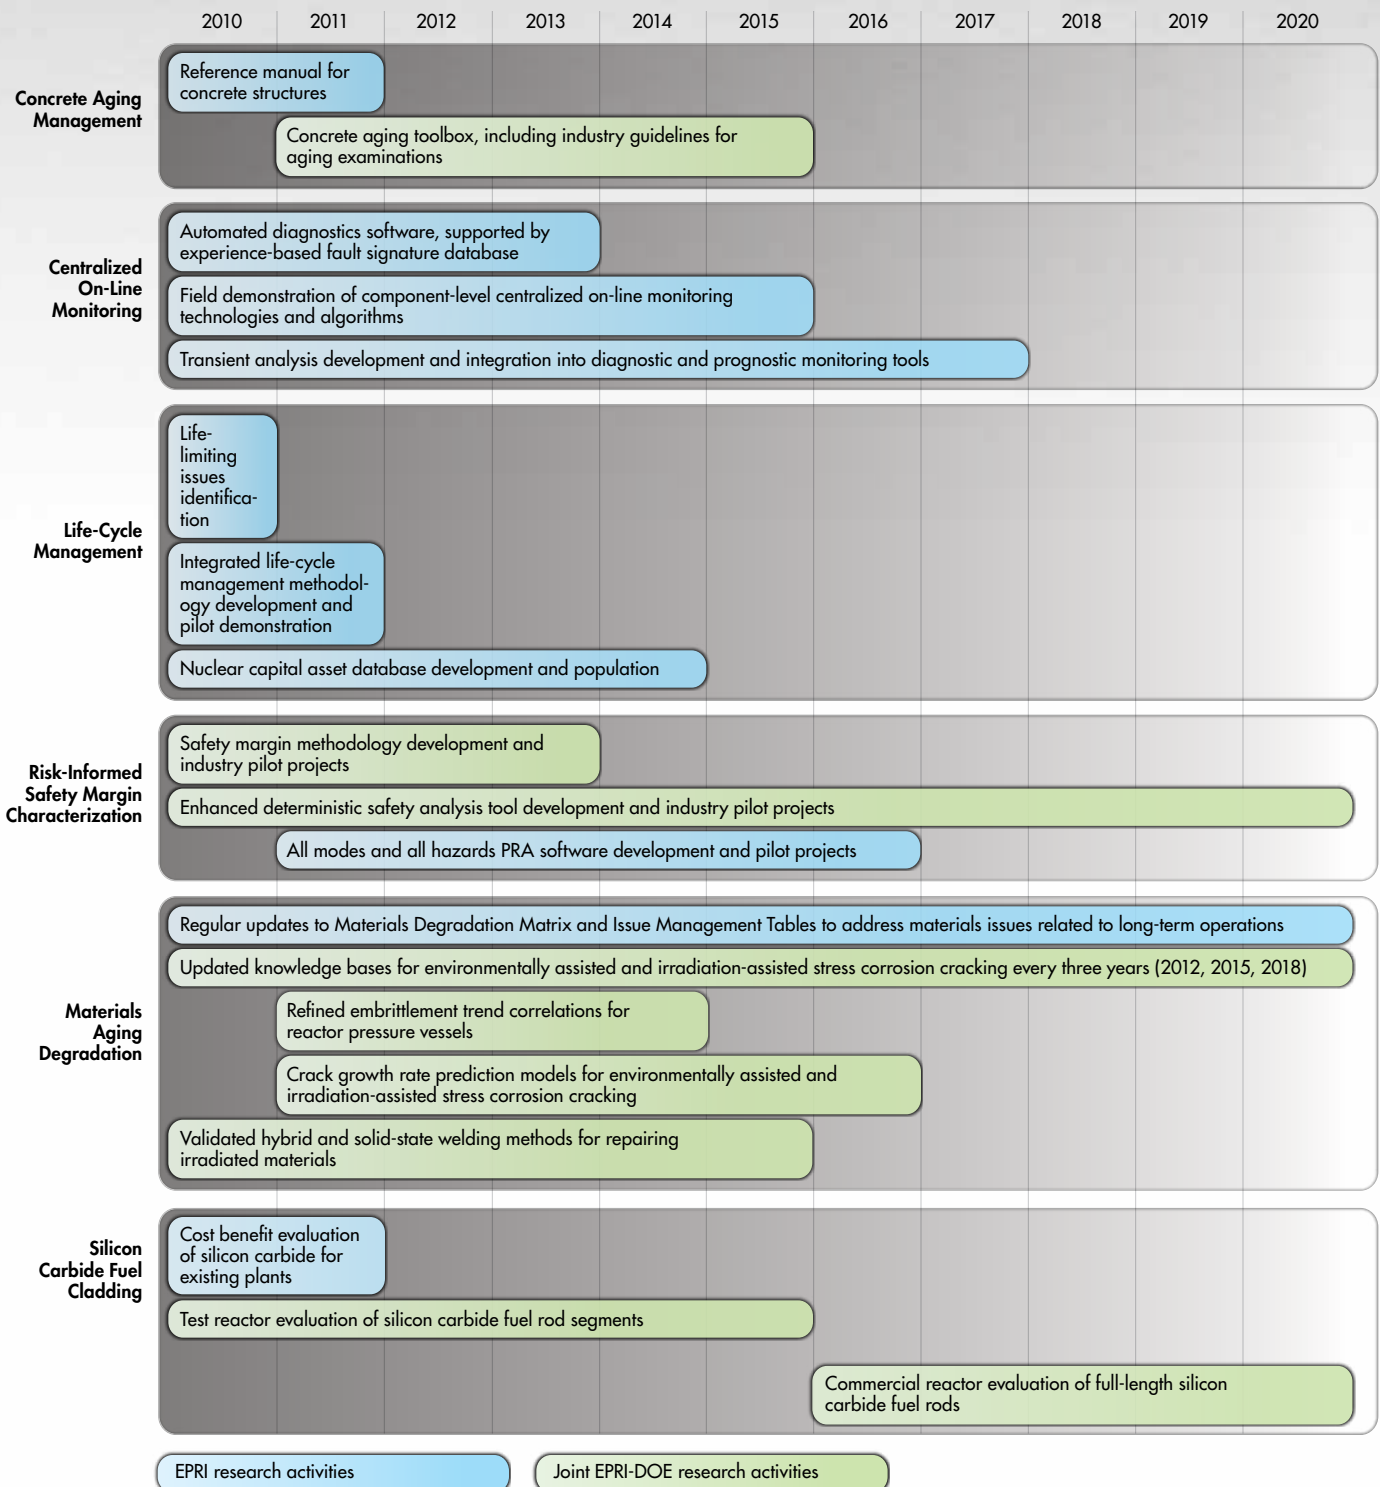 2010 2011 2012 2013 2014 2015 2016 2017 2018 2019 2020
Concrete Aging
Management
Reference manual for
concrete structures
Concrete aging toolbox, including industry guidelines for
aging examinations
Centralized
On-Line
Monitoring
Automated diagnostics software, supported by
experience-based fault signature database
Field demonstration of component-level centralized on-line monitoring
technologies and algorithms
Transient analysis development and integration into diagnostic and prognostic monitoring tools
Life-Cycle
Management
Life-
limiting
issues
identifica-
tion
Integrated life-cycle
management methodol-
ogy development and
pilot demonstration
Nuclear capital asset database development and population
Risk-Informed
Safety Margin
Characterization
Safety margin methodology development and
industry pilot projects
Enhanced deterministic safety analysis tool development and industry pilot projects
All modes and all hazards PRA software development and pilot projects
Materials
Aging
Degradation
Regular updates to Materials Degradation Matrix and Issue Management Tables to address materials issues related to long-term operations
Updated knowledge bases for environmentally assisted and irradiation-assisted stress corrosion cracking every three years (2012, 2015, 2018)
Refined embrittlement trend correlations for
reactor pressure vessels
Crack growth rate prediction models for environmentally assisted and
irradiation-assisted stress corrosion cracking
Validated hybrid and solid-state welding methods for repairing
irradiated materials
Silicon
Carbide Fuel
Cladding
Cost benefit evaluation
of silicon carbide for
existing plants
Test reactor evaluation of silicon carbide fuel rod segments
Commercial reactor evaluation of full-length silicon
carbide fuel rods
EPRI research activities
Joint EPRI-DOE research activities